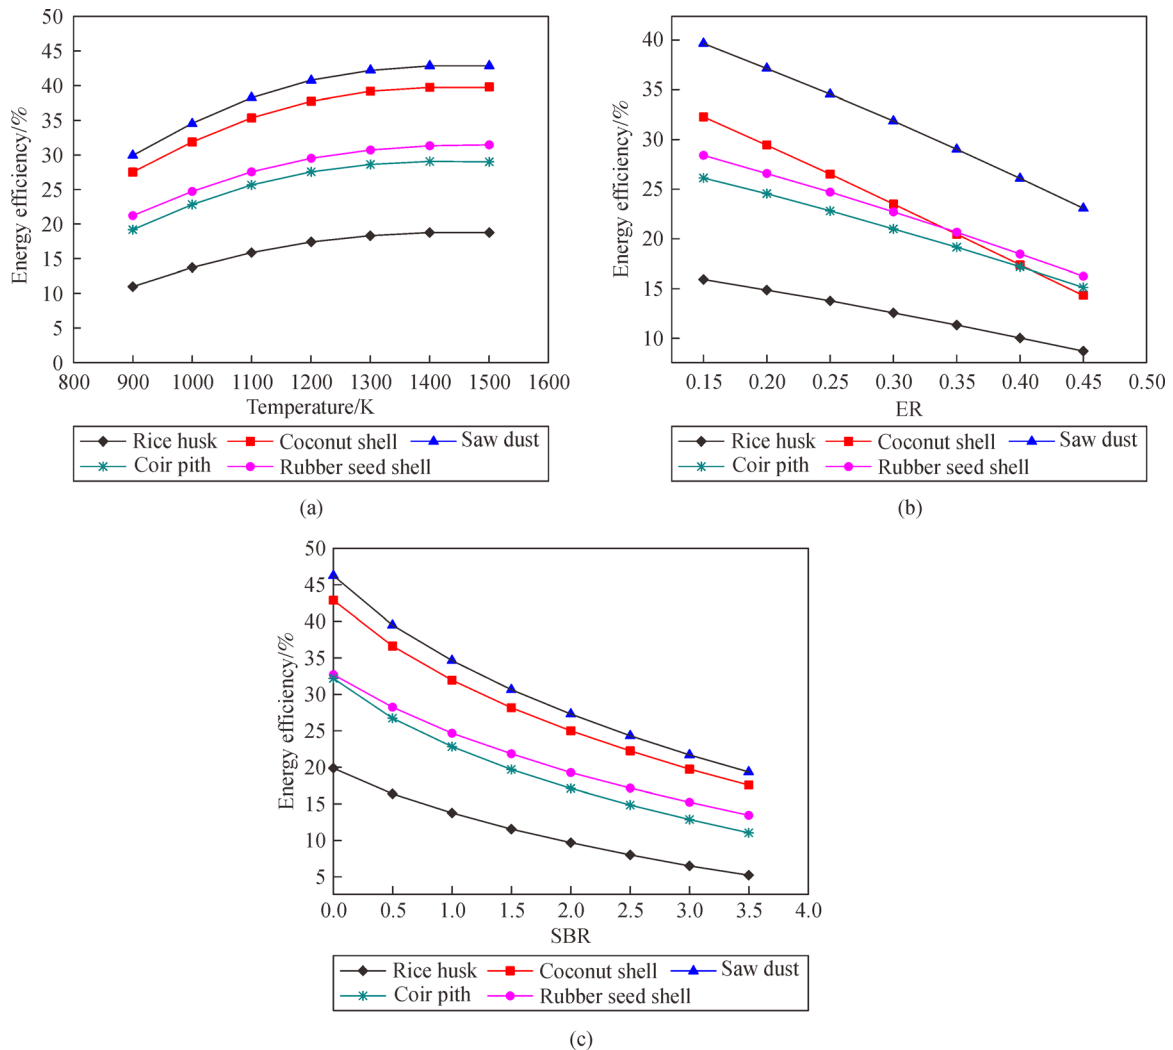 50
45
40
35
30
25
20
15
10
5
0
Energy efficiency/%
800 900 1000 1100 1200 1300 1400 1500 1600
Temperature/K
Rice husk Coconut shell Saw dust
Coir pith Rubber seed shell
(a)
40
35
30
25
20
15
10
Energy efficiency/%
0.15 0.20 0.25 0.30 0.35 0.40 0.45 0.50
ER
Rice husk Coconut shell Saw dust
Coir pith Rubber seed shell
(b)
50
45
40
35
30
25
20
15
10
5
Energy efficiency/%
0.0 0.5 1.0 1.5 2.0 2.5 3.0 3.5 4.0
SBR
Rice husk Coconut shell Saw dust
Coir pith Rubber seed shell
(c)